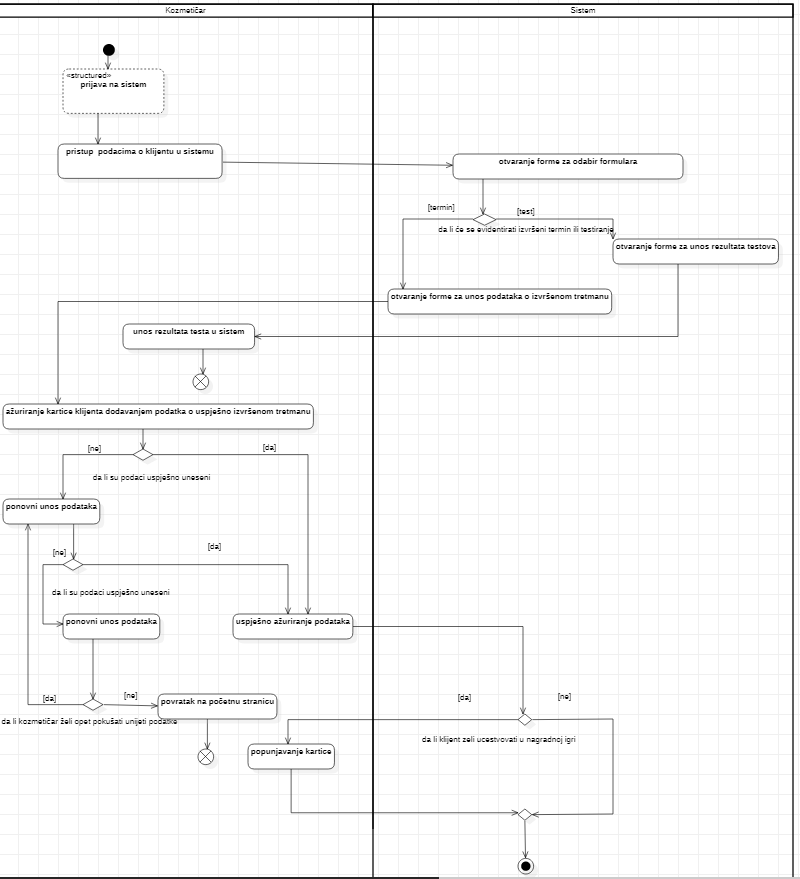 Kozmetičar
Sistem
«structured»
prijava na sistem
pristup podacima o klijentu u sistemu
otvaranje forme za odabir formulara
[termin]
[test]
da li će se evidentirati izvršeni termin ili testiranje
otvaranje forme za unos rezultata testova
otvaranje forme za unos podataka o izvršenom tretmanu
unos rezultata testa u sistem
ažuriranje kartice klijenta dodavanjem podatka o uspješno izvršenom tretmanu
[ne]
[da]
da li su podaci uspješno uneseni
ponovni unos podataka
[ne]
[da]
da li su podaci uspješno uneseni
ponovni unos podataka
uspješno ažuriranje podataka
[da]
[ne]
povratak na početnu stranicu
[da]
[ne]
da li kozmetičar želi opet pokušati unijeti podatke
da li klijent zeli ucestvovati u nagradnoj igri
popunjavanje kartice